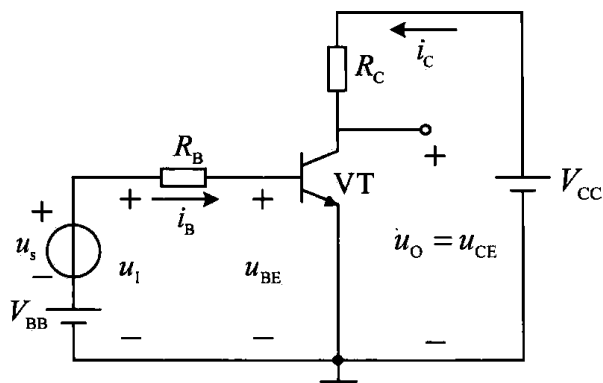 i_C
R_C
R_B
+ VT + V_CC
+ + i_B +
u_s u_I u_BE u_O = u_CE
−
V_BB
− − −